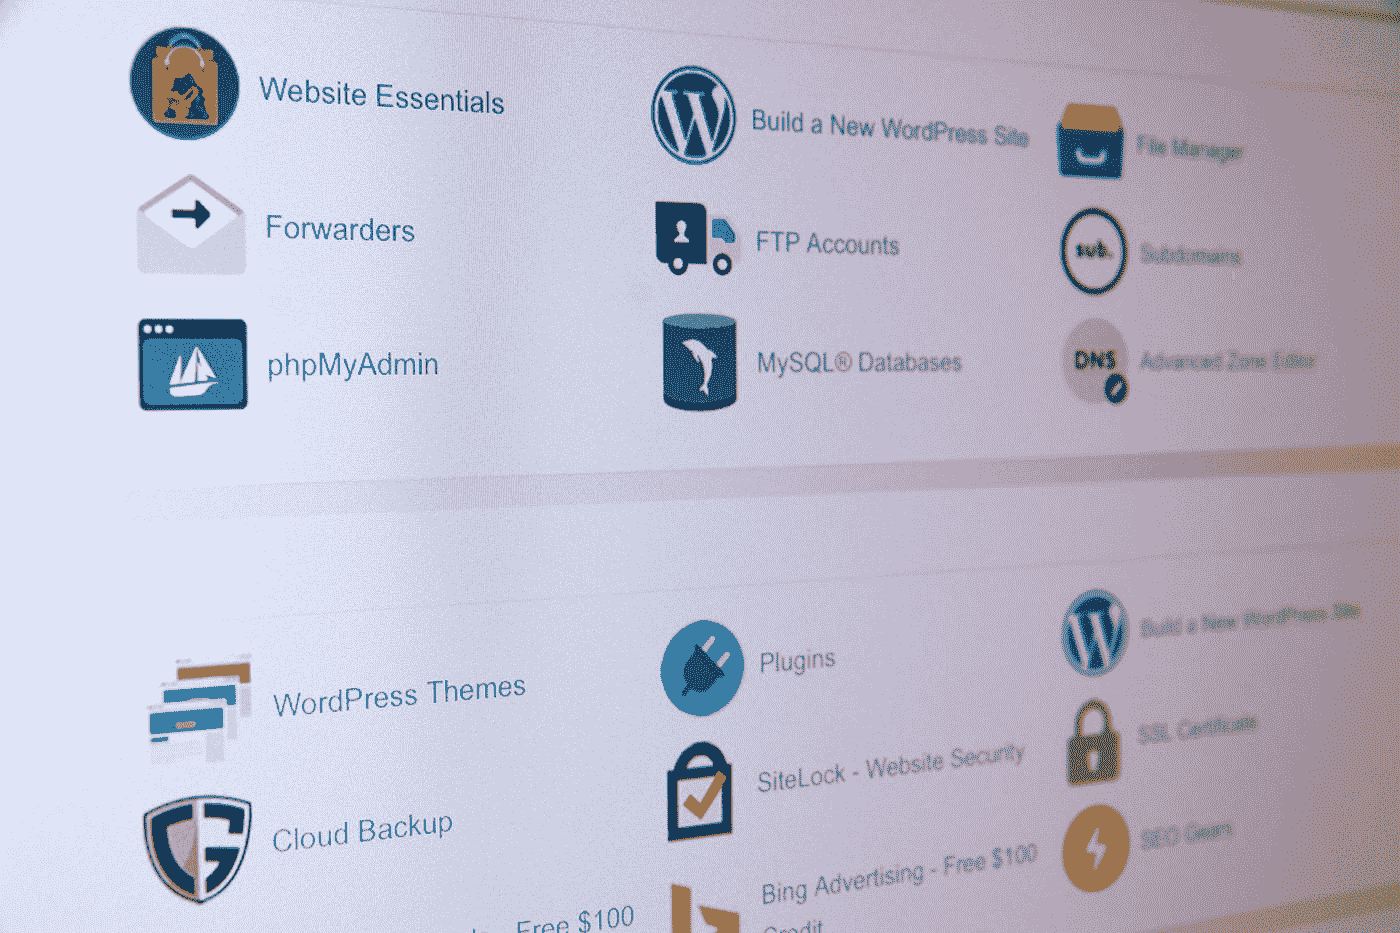 Website Essentials
Build a New WordPress Site
File Manager
Forwarders
FTP Accounts
sub.
Subdomains
phpMyAdmin
MySQL® Databases
DNS
Advanced Zone Editor
WordPress Themes
Plugins
Build a New WordPress Site
SiteLock - Website Security
SSL Certificate
Cloud Backup
SEO Gears
Bing Advertising - Free $100
Credit
Free $100